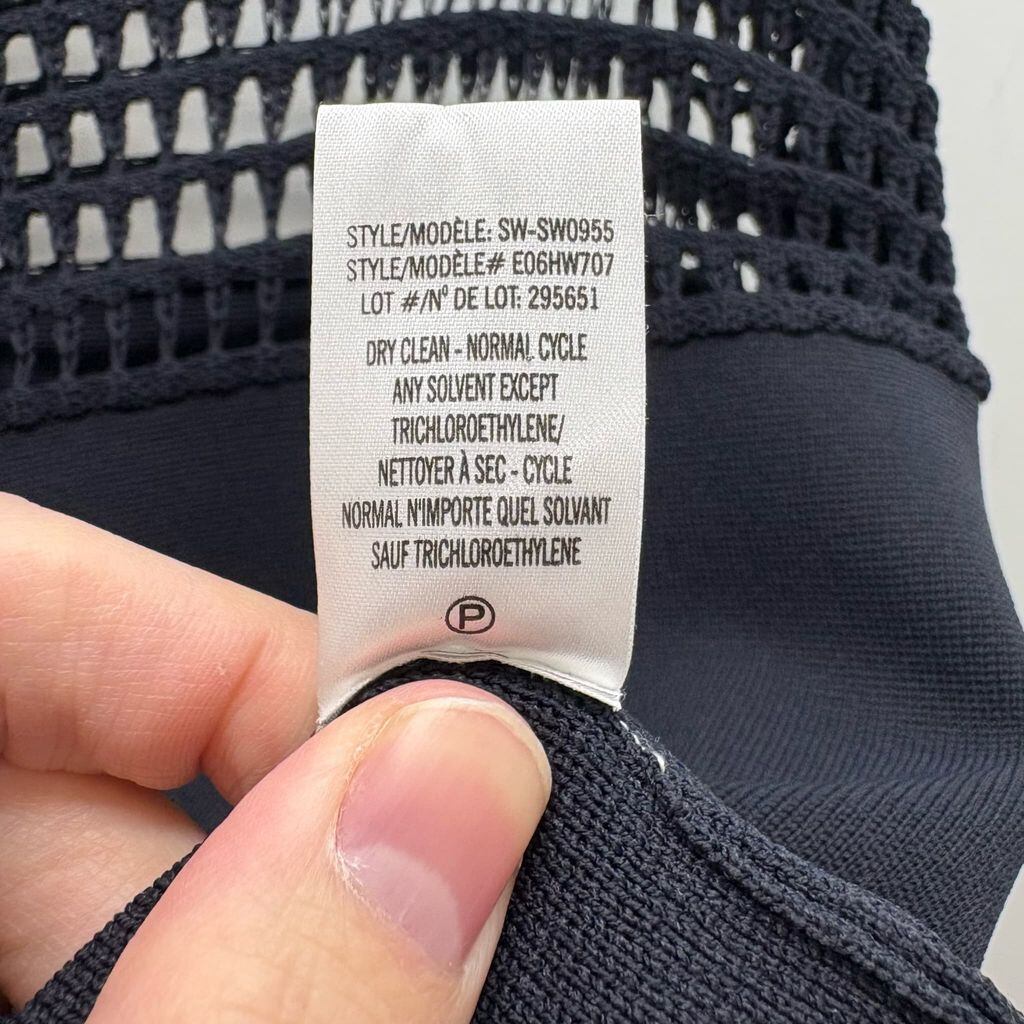 STYLE/MODÈLE: SW-SW0955
STYLE/MODÈLE# E06HW707
LOT #/Nº DE LOT: 295651
DRY CLEAN - NORMAL CYCLE
ANY SOLVENT EXCEPT
TRICHLOROETHYLENE/
NETTOYER À SEC - CYCLE
NORMAL N'IMPORTE QUEL SOLVANT
SAUF TRICHLOROETHYLENE
P